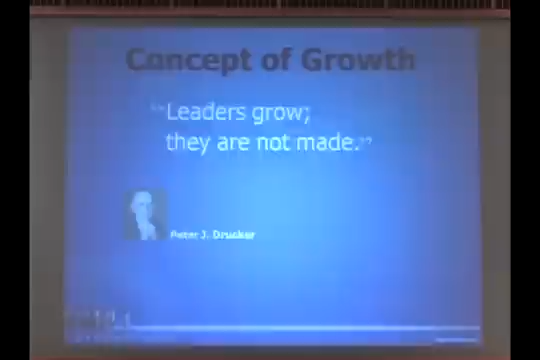 Concept of Growth
"Leaders grow;
they are not made."
Peter J. Drucker